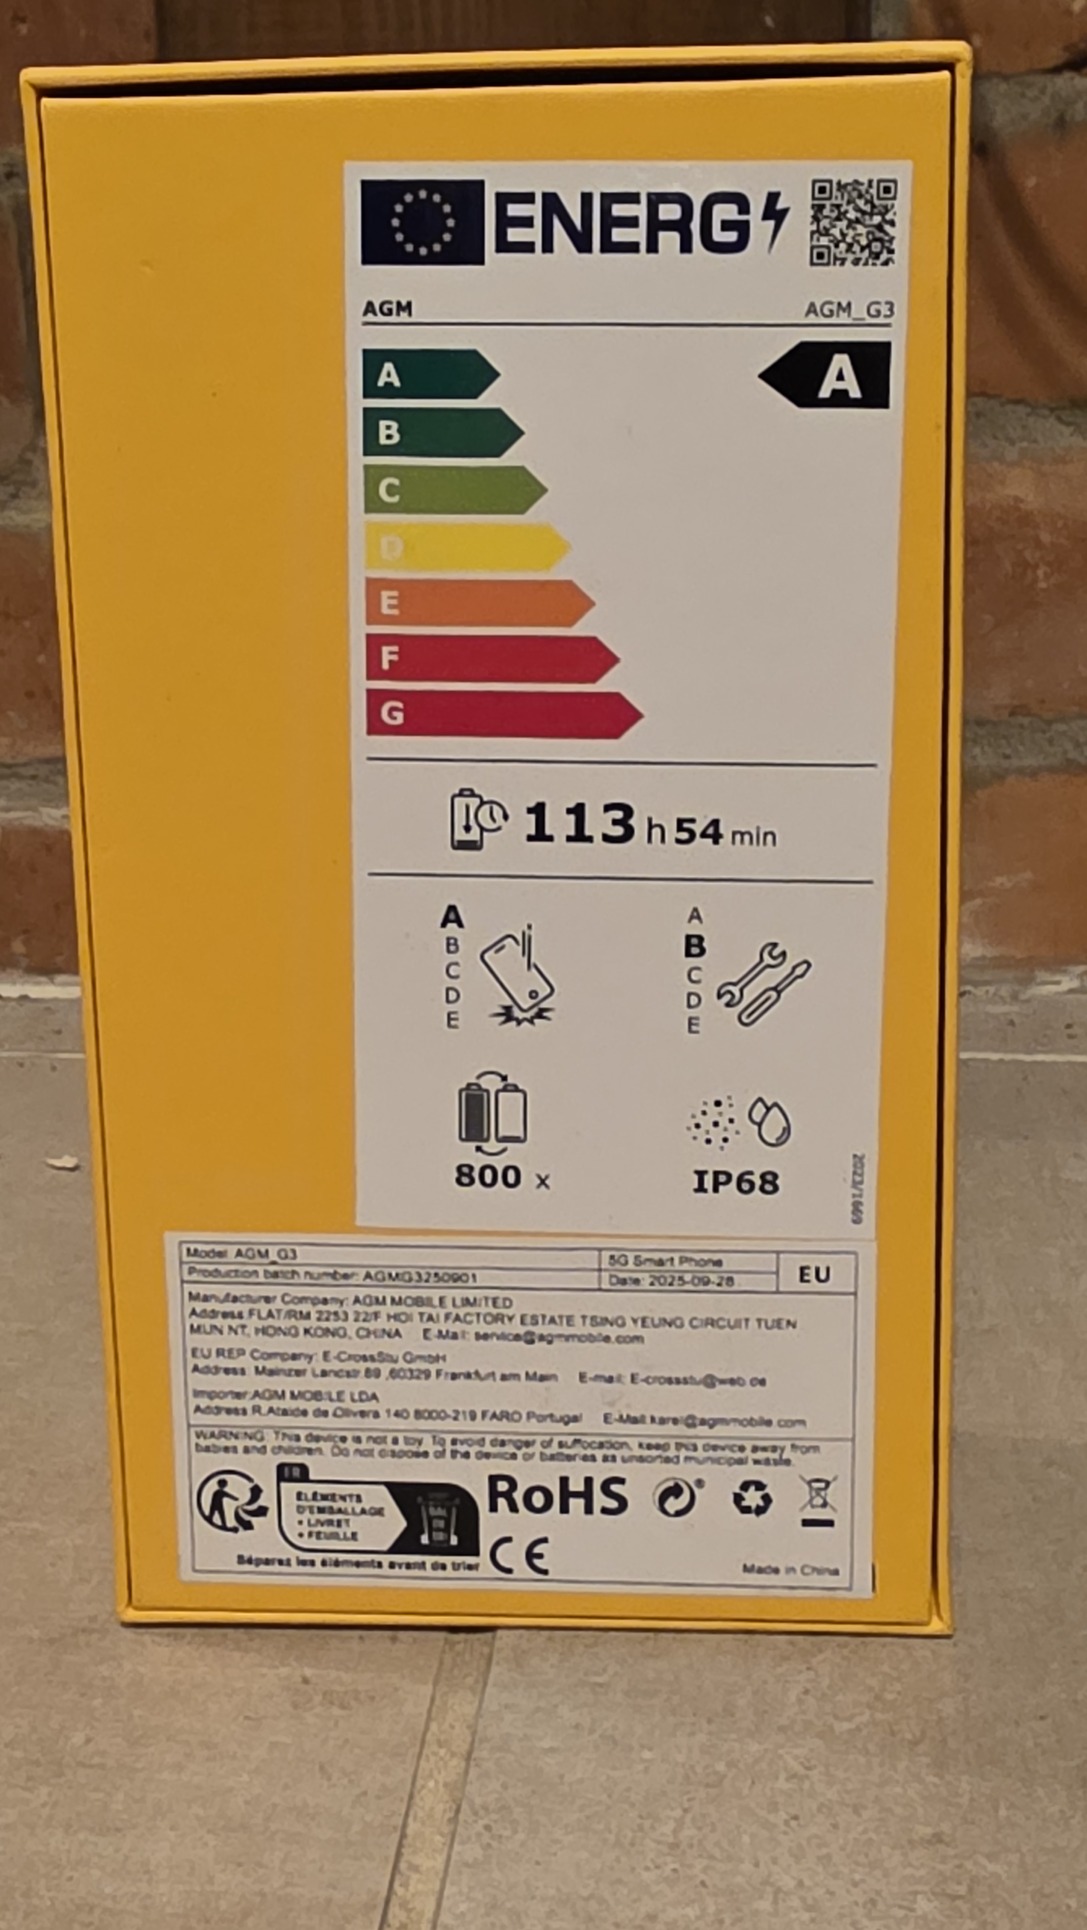 ENERG
AGM AGM_G3
A A
B
C
D
E
F
G
113 h 54 min
A
B
C
D
E
A
B
C
D
E
800 x
IP68
2023/1669
Model: AGM_G3
5G Smart Phone
Production batch number: AGMG3250901
Date: 2025-09-28
EU
Manufacturer Company: AGM MOBILE LIMITED
Address:FLAT/RM 2253 22/F HOI TAI FACTORY ESTATE TSING YEUNG CIRCUIT TUEN
MUN NT, HONG KONG, CHINA E-Mail: service@agmmobile.com
EU REP Company: E-CrossStu GmbH
Address: Mainzer Landstr.69 ,60329 Frankfurt am Main E-mail: E-crossstu@web.de
Importer:AGM MOBILE LDA
Address R.Ataide de Olivera 140 8000-219 FARO Portugal E-Mail:karel@agmmobile.com
WARNING: This device is not a toy. To avoid danger of suffocation, keep this device away from
babies and children. Do not dispose of the device or batteries as unsorted municipal waste.
FR
ÉLÉMENTS
D'EMBALLAGE
• LIVRET
• FEUILLE
Séparez les éléments avant de trier
RoHS
CE
Made in China